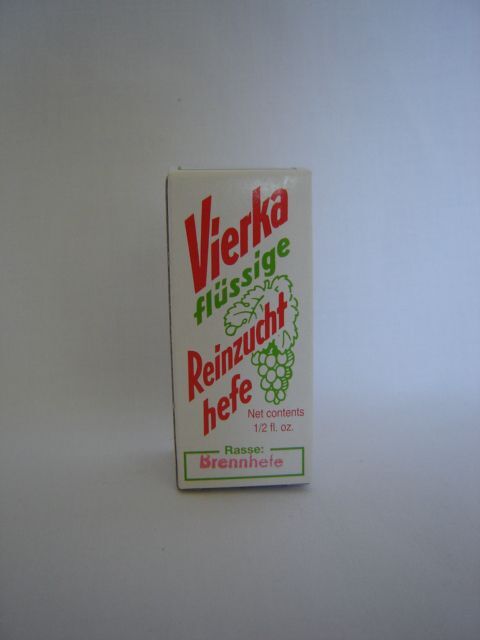 Vierka
flüssige
Reinzucht
hefe
Net contents
1/2 fl. oz.
Rasse:
Brennhefe